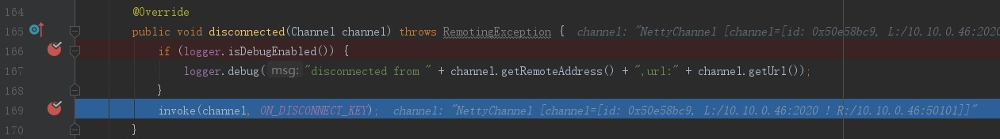 164 @Override
165 public void disconnected(Channel channel) throws RemotingException { channel: "NettyChannel [channel=[id: 0x50e58bc9, L:/10.10.0.46:2020
166 if (logger.isDebugEnabled()) {
167 logger.debug( msg: "disconnected from " + channel.getRemoteAddress() + ",url:" + channel.getUrl());
168 }
169 invoke(channel, ON_DISCONNECT_KEY); channel: "NettyChannel [channel=[id: 0x50e58bc9, L:/10.10.0.46:2020 ! R:/10.10.0.46:50101]]"
170 }